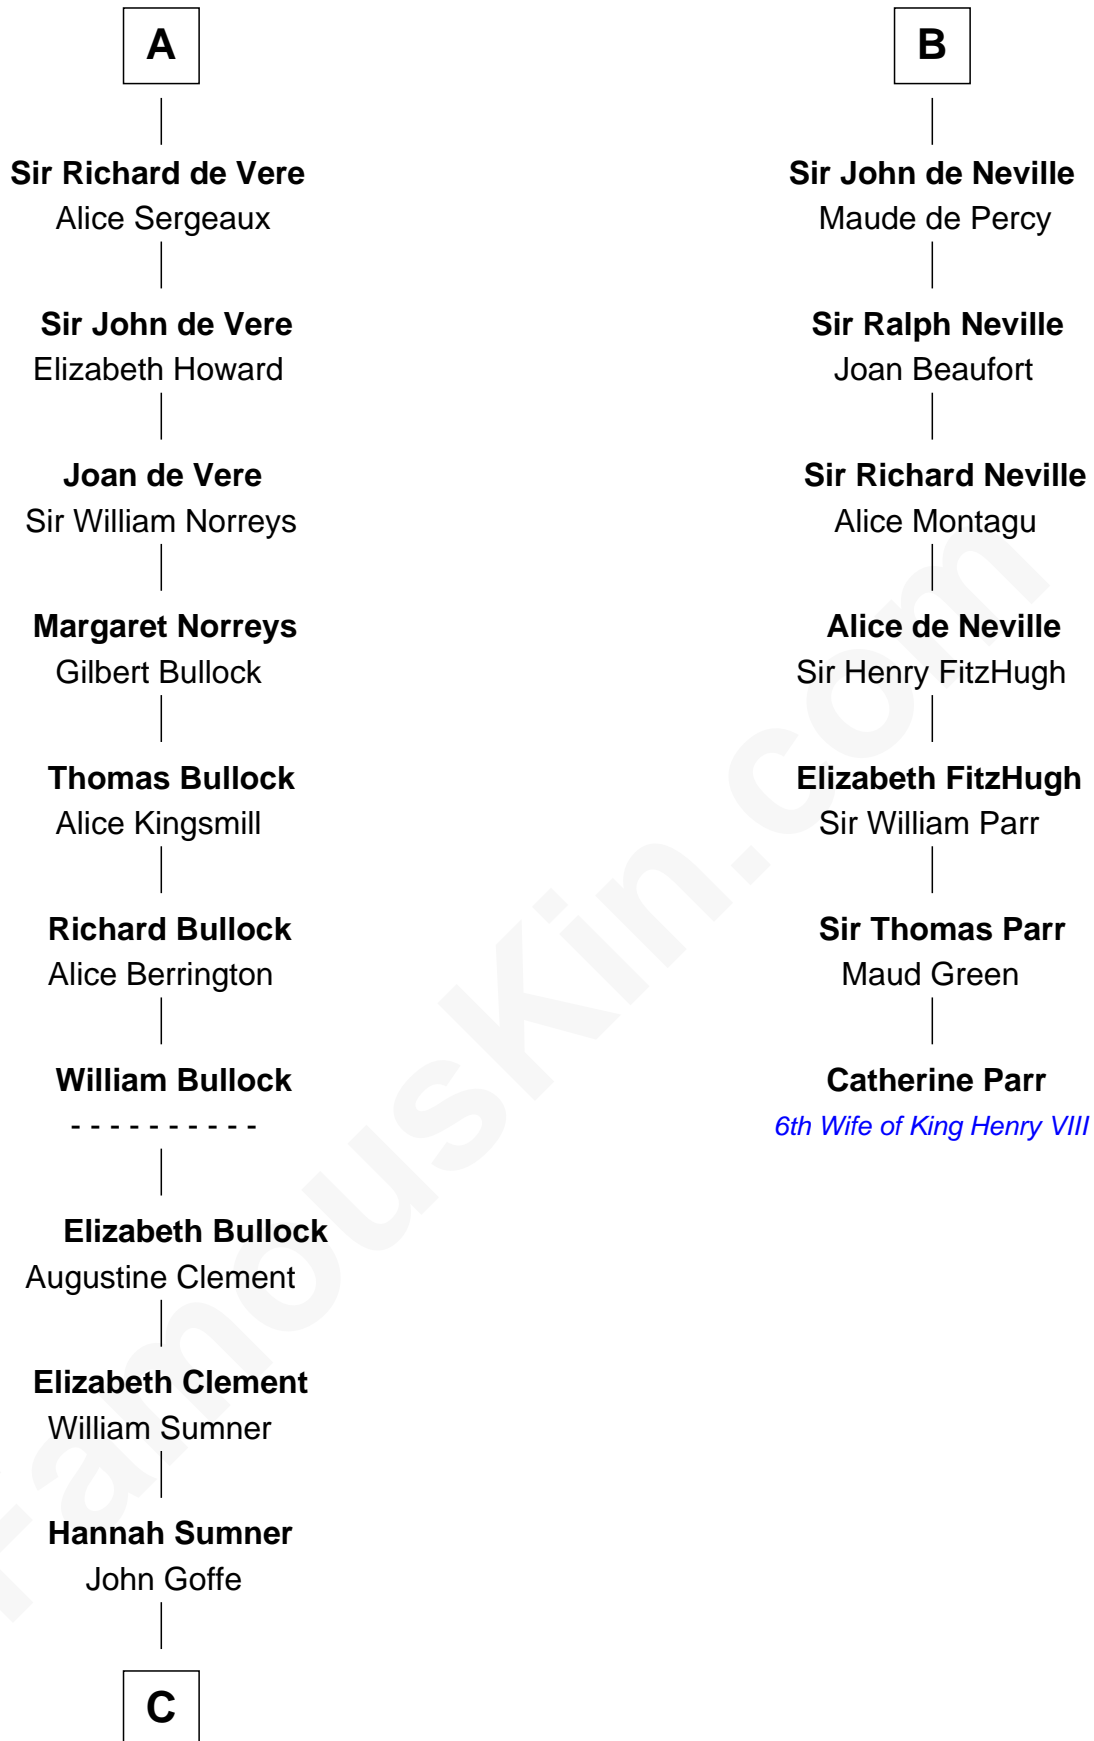 A
Sir Richard de Vere
Alice Sergeaux
Sir John de Vere
Elizabeth Howard
Joan de Vere
Sir William Norreys
Margaret Norreys
Gilbert Bullock
Thomas Bullock
Alice Kingsmill
Richard Bullock
Alice Berrington
William Bullock
- - - - - - - - - -
Elizabeth Bullock
Augustine Clement
Elizabeth Clement
William Sumner
Hannah Sumner
John Goffe
C
B
Sir John de Neville
Maude de Percy
Sir Ralph Neville
Joan Beaufort
Sir Richard Neville
Alice Montagu
Alice de Neville
Sir Henry FitzHugh
Elizabeth FitzHugh
Sir William Parr
Sir Thomas Parr
Maud Green
Catherine Parr
6th Wife of King Henry VIII
FamousKin.com